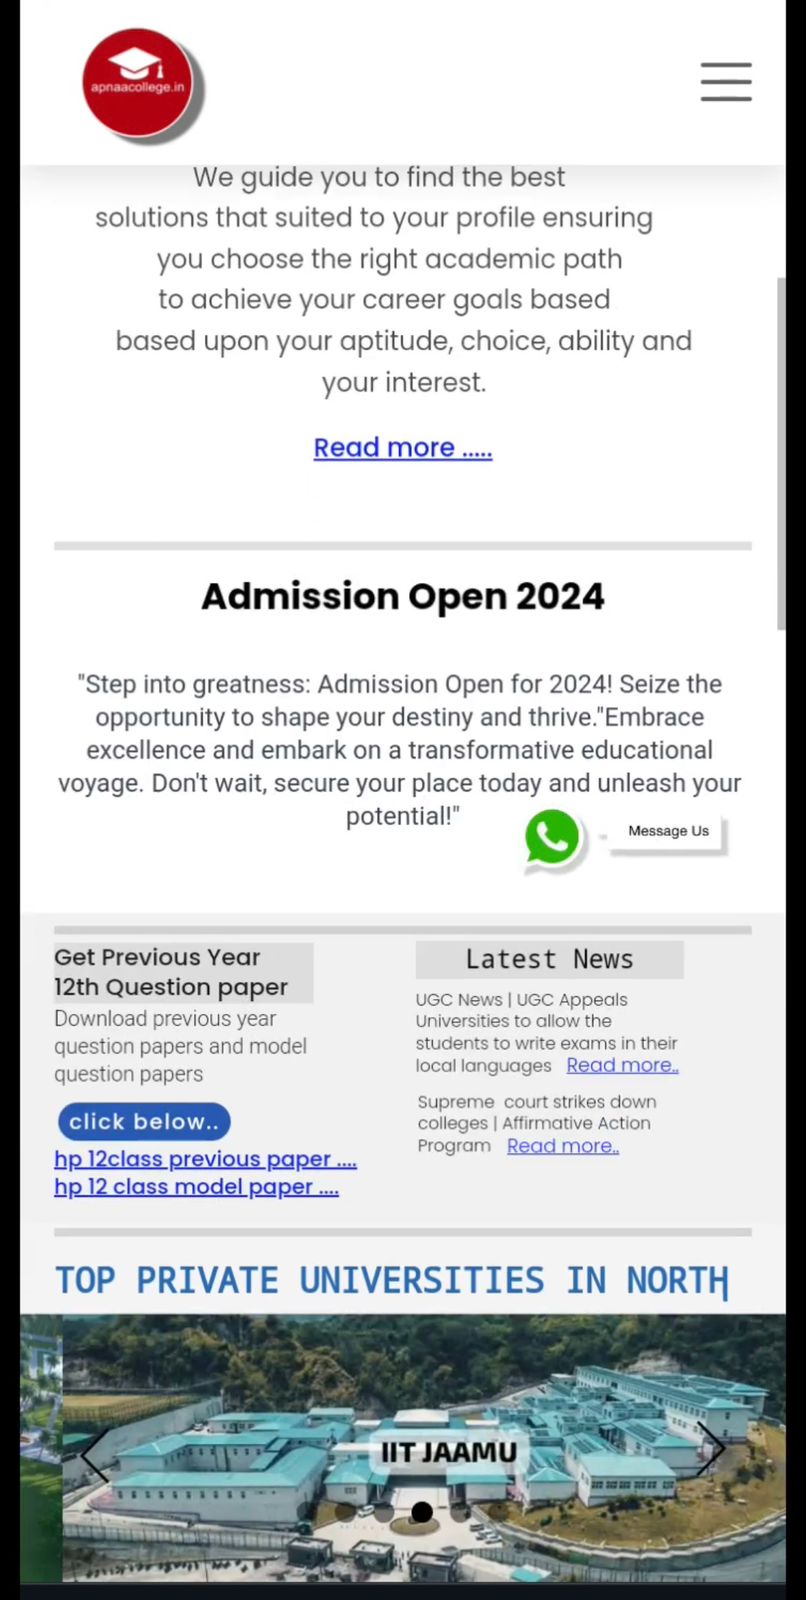 apnaacollege.in
We guide you to find the best
solutions that suited to your profile ensuring
you choose the right academic path
to achieve your career goals based
based upon your aptitude, choice, ability and
your interest.
Read more .....
Admission Open 2024
"Step into greatness: Admission Open for 2024! Seize the
opportunity to shape your destiny and thrive."Embrace
excellence and embark on a transformative educational
voyage. Don't wait, secure your place today and unleash your
potential!"
Message Us
Get Previous Year
12th Question paper
Download previous year
question papers and model
question papers
click below..
hp 12class previous paper ....
hp 12 class model paper ....
Latest News
UGC News | UGC Appeals
Universities to allow the
students to write exams in their
local languages Read more..
Supreme court strikes down
colleges | Affirmative Action
Program Read more..
TOP PRIVATE UNIVERSITIES IN NORTH
IIT JAAMU